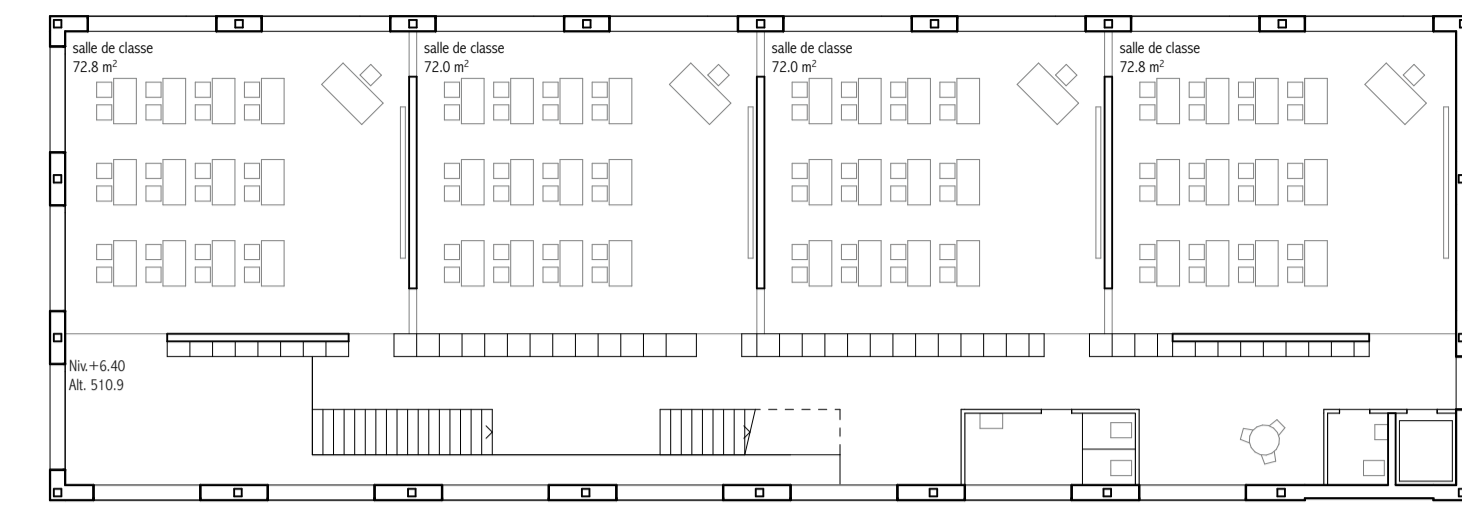 salle de classe
72.8 m²
salle de classe
72.0 m²
salle de classe
72.0 m²
salle de classe
72.8 m²
Niv.+6.40
Alt. 510.9